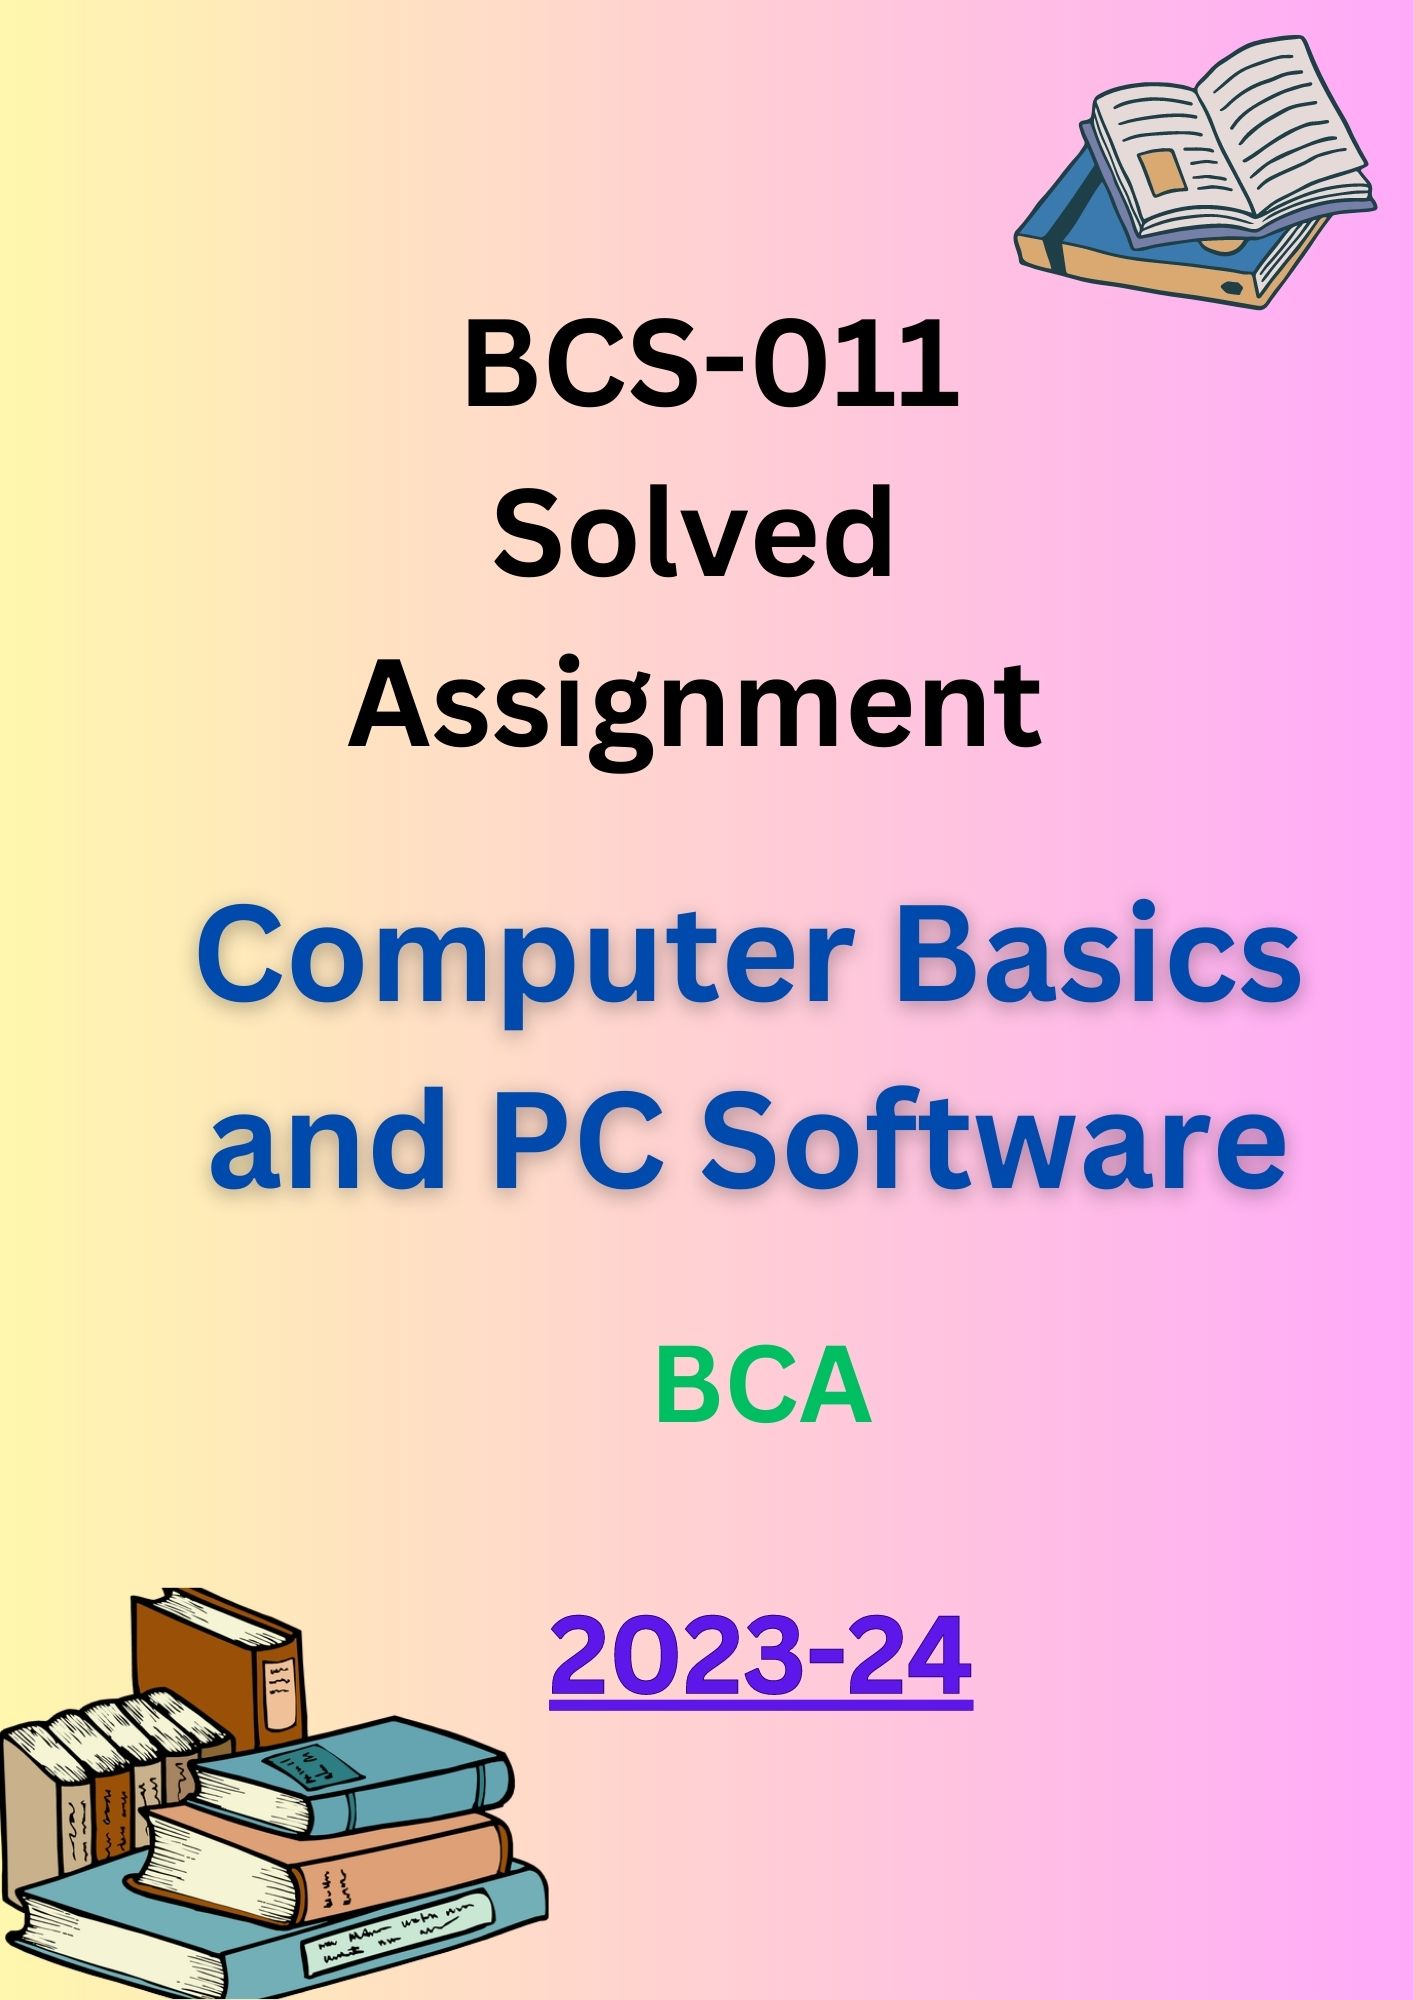 BCS-011
Solved
Assignment
Computer Basics
and PC Software
BCA
2023-24